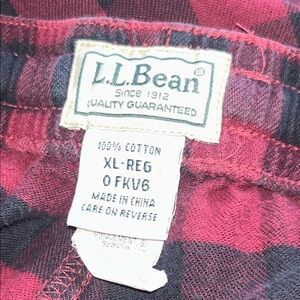 L.L.Bean®
Since 1912
QUALITY GUARANTEED
100% COTTON
XL-REG
0 FKV6
MADE IN CHINA
CARE ON REVERSE